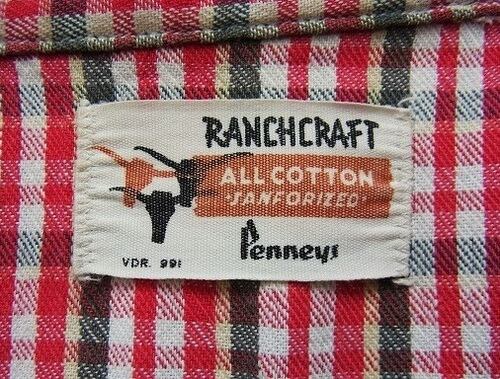 RANCHCRAFT
ALL COTTON
"SANFORIZED"
Penneys
VDR. 991